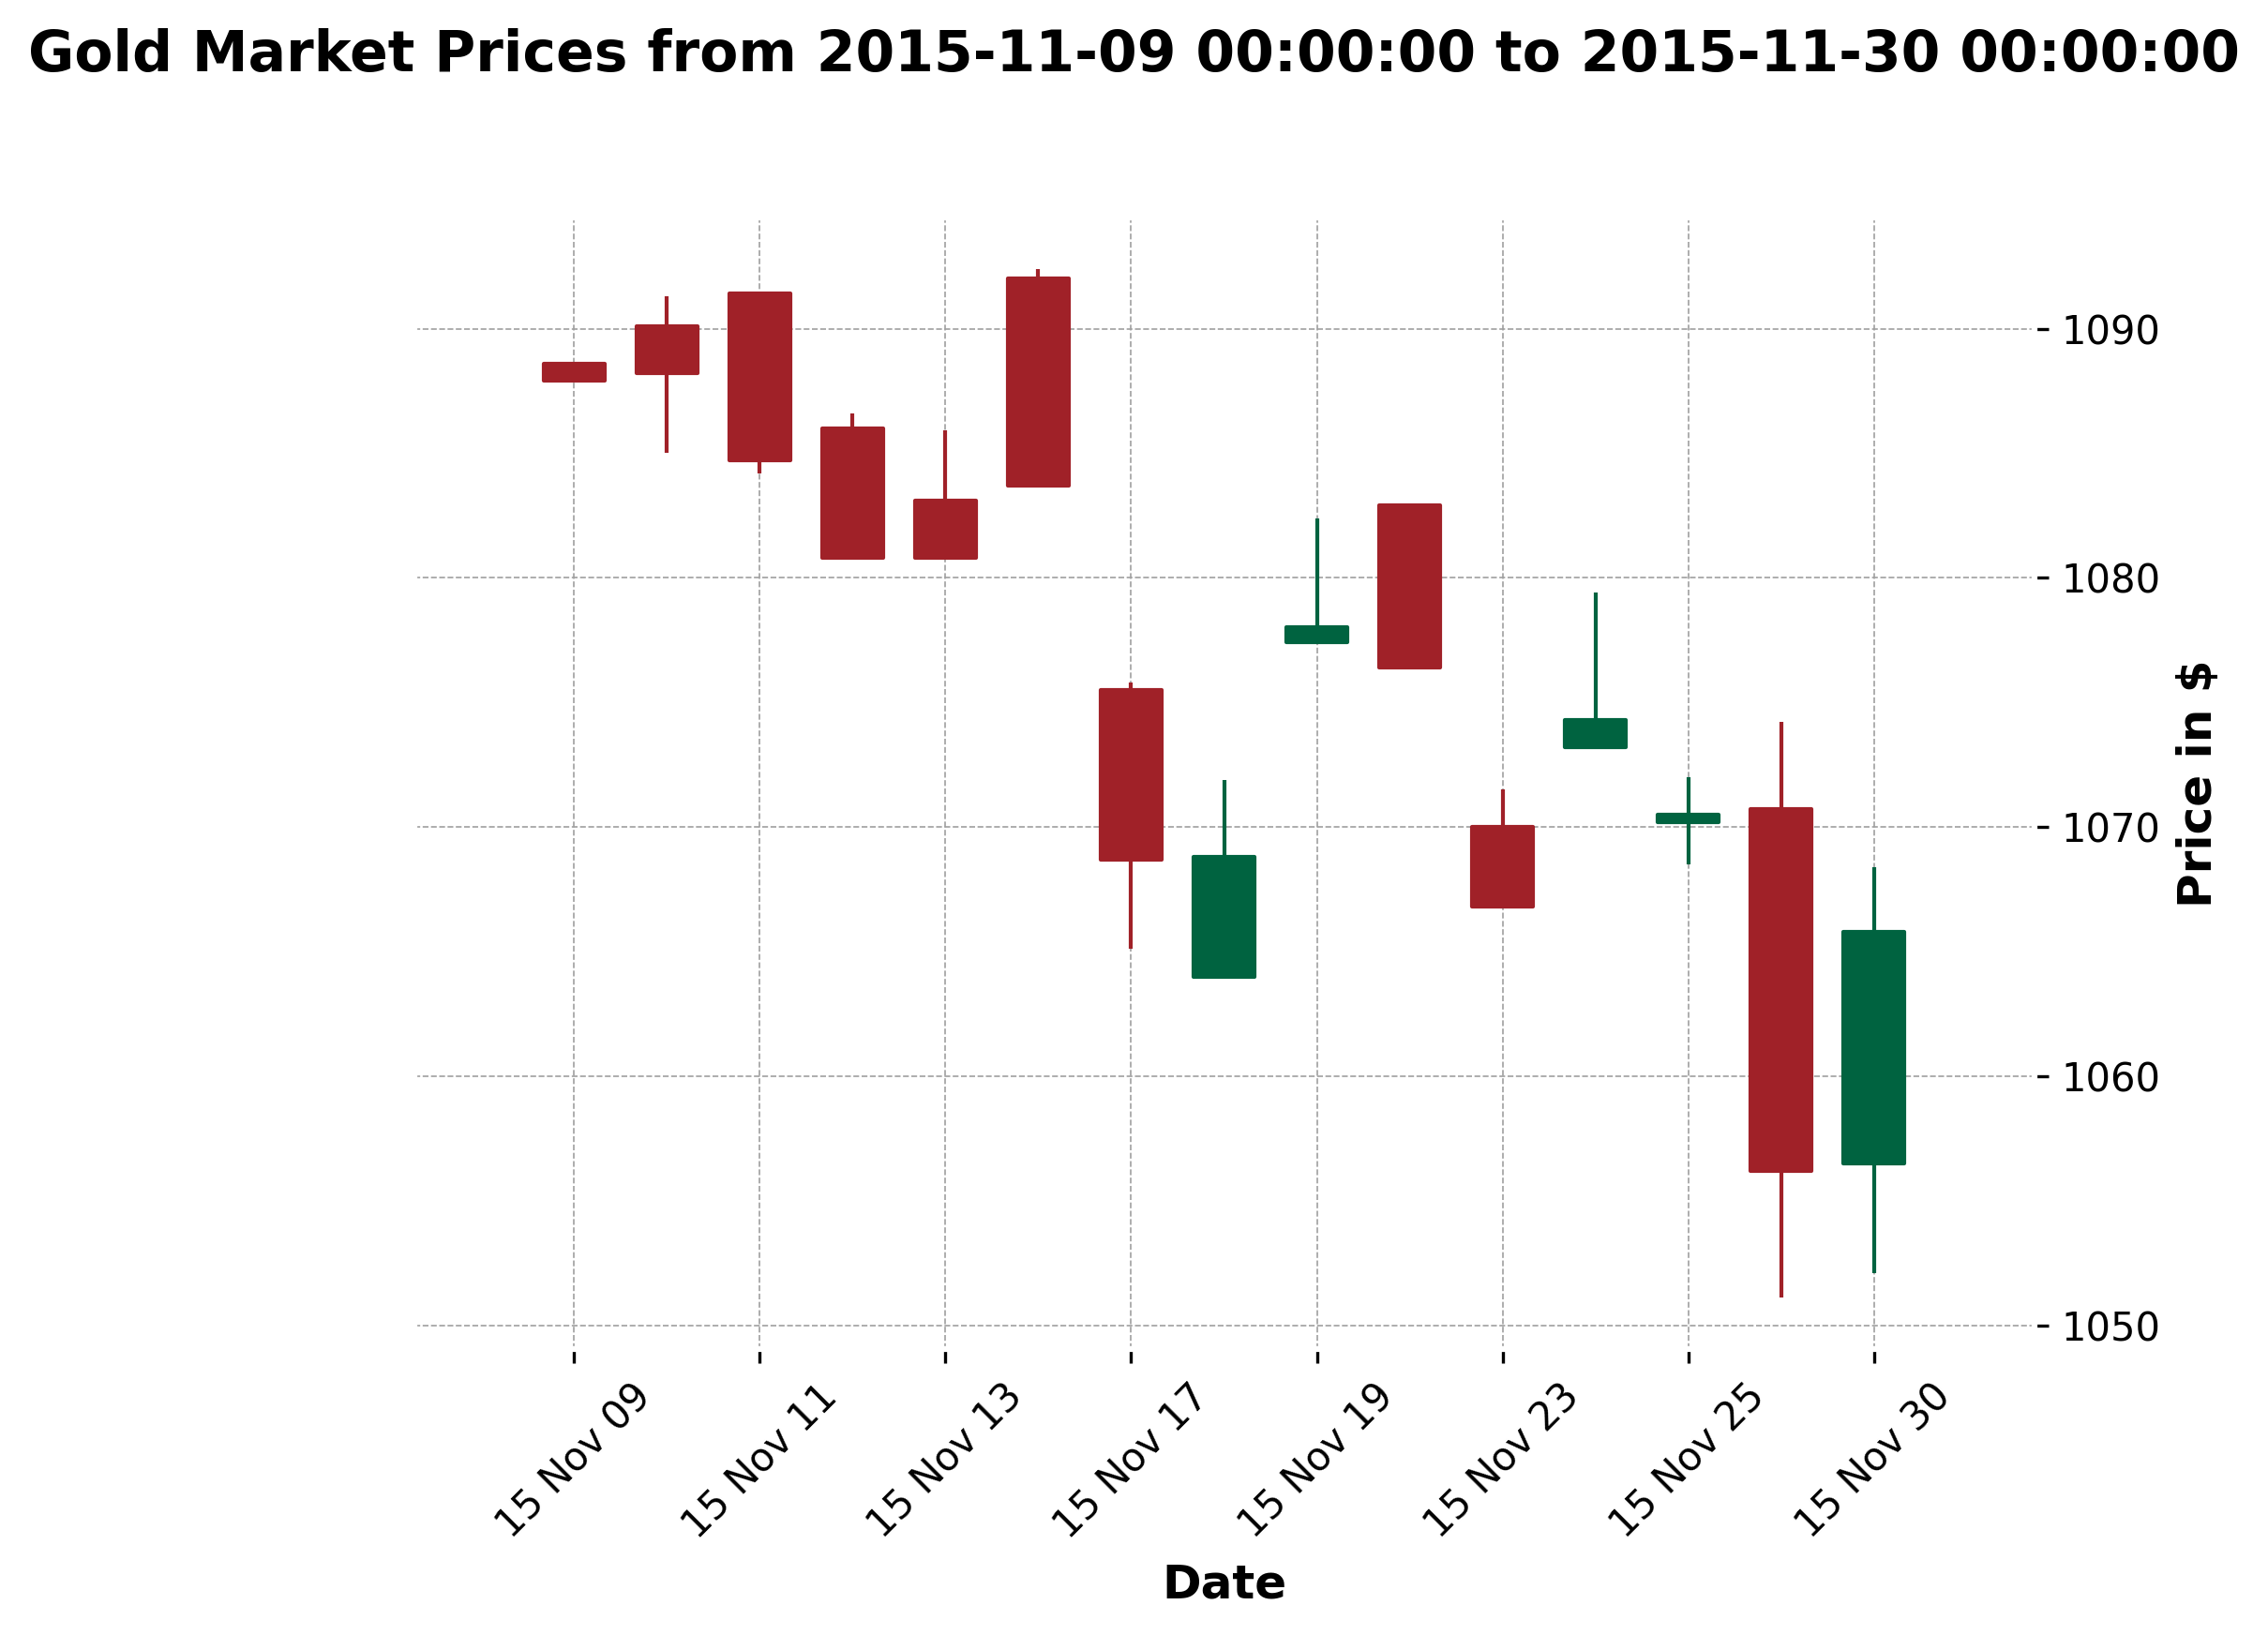 Gold Market Prices from 2015-11-09 00:00:00 to 2015-11-30 00:00:00
1090
1080
1070
1060
1050
Price in $
15 Nov 09
15 Nov 11
15 Nov 13
15 Nov 17
15 Nov 19
15 Nov 23
15 Nov 25
15 Nov 30
Date